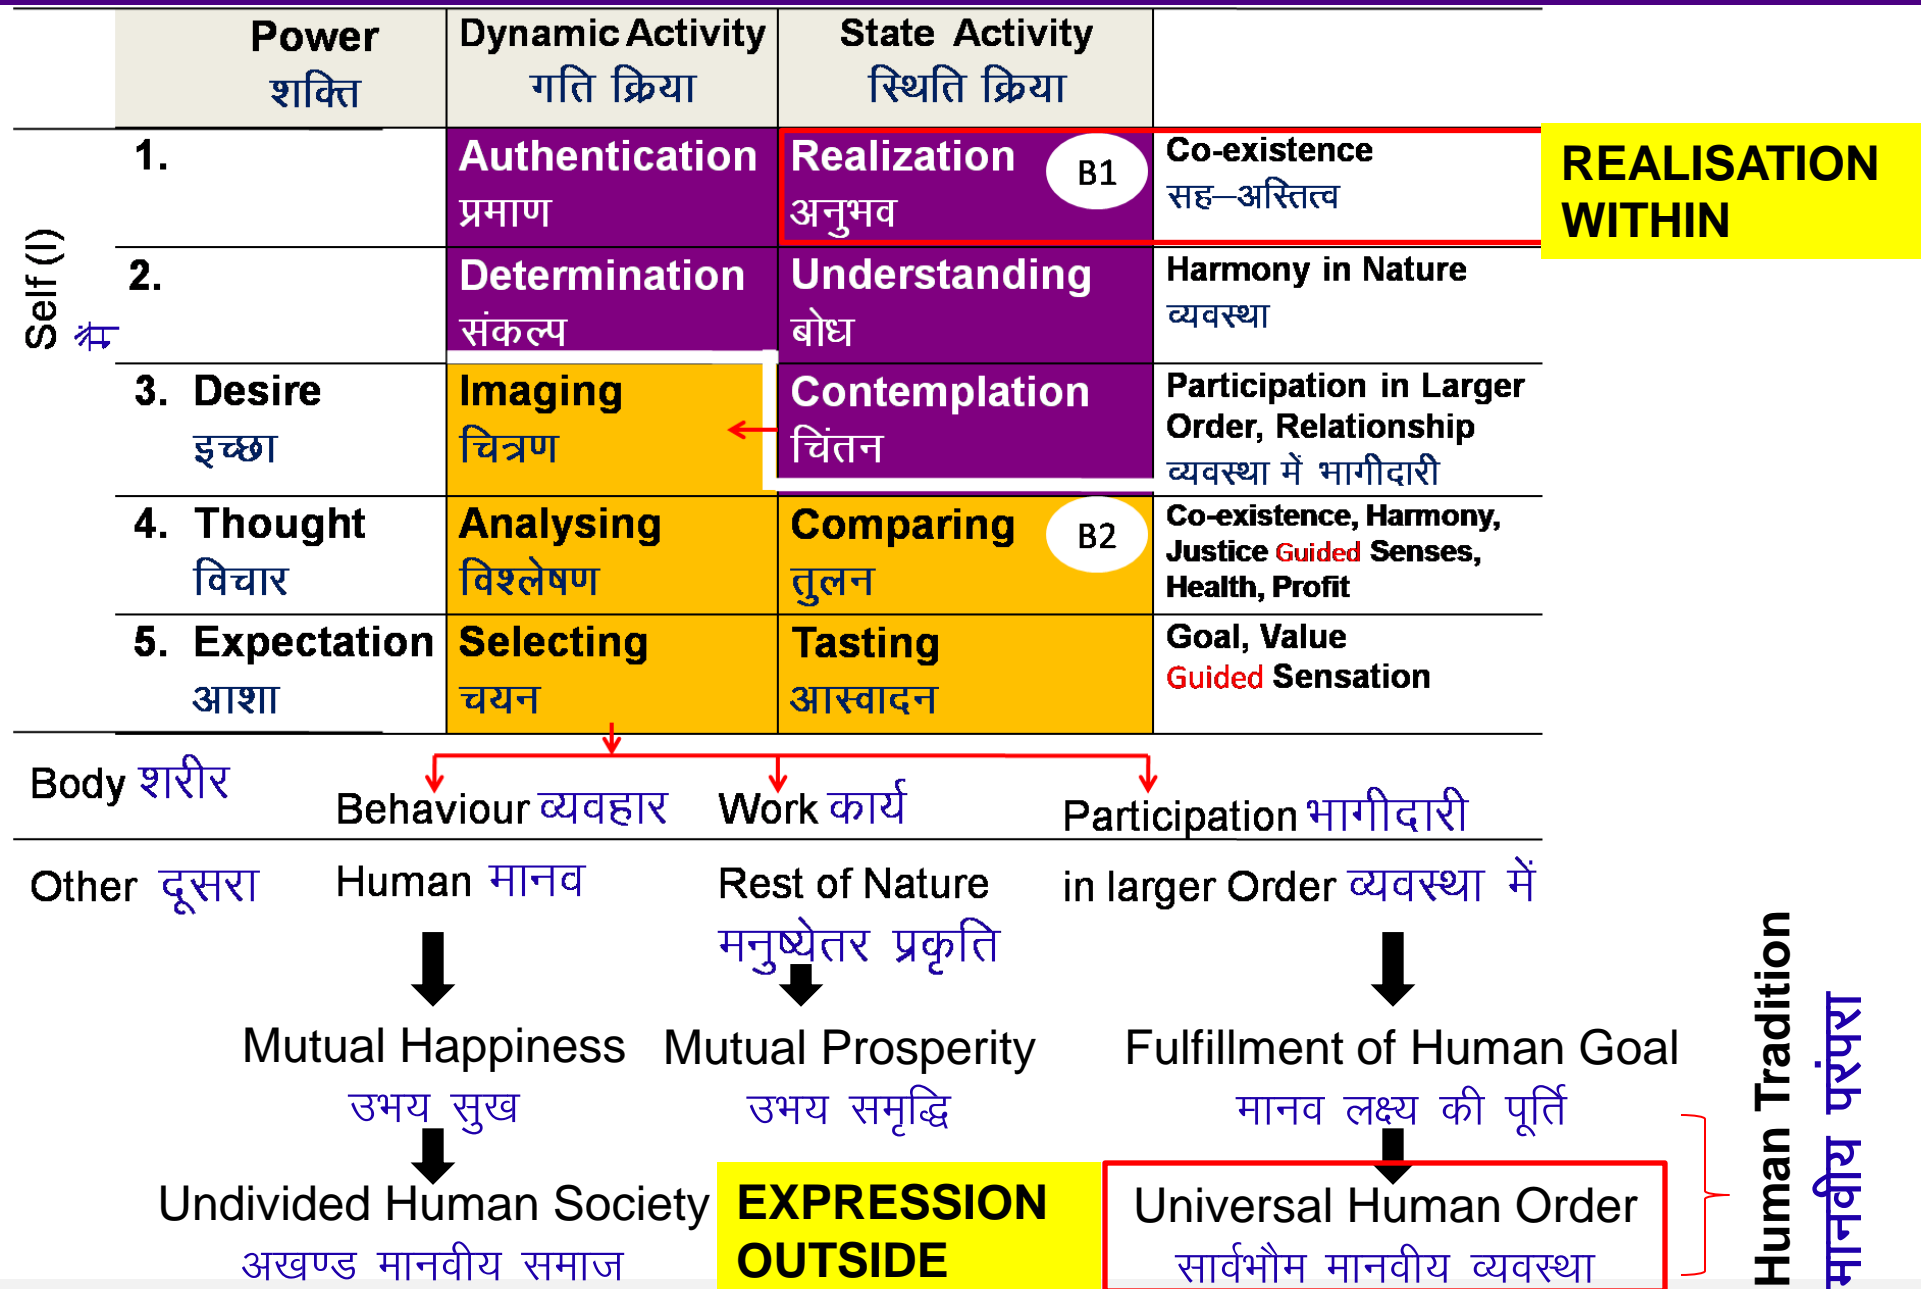 Power
शक्ति
Dynamic Activity
गति क्रिया
State Activity
स्थिति क्रिया
Self (I)
मैं
1.
Authentication
प्रमाण
Realization
अनुभव
B1
Co-existence
सह–अस्तित्व
REALISATION
WITHIN
2.
Determination
संकल्प
Understanding
बोध
Harmony in Nature
व्यवस्था
3. Desire
इच्छा
Imaging
चित्रण
Contemplation
चिंतन
Participation in Larger
Order, Relationship
व्यवस्था में भागीदारी
4. Thought
विचार
Analysing
विश्लेषण
Comparing
तुलन
B2
Co-existence, Harmony,
Justice Guided Senses,
Health, Profit
5. Expectation
आशा
Selecting
चयन
Tasting
आस्वादन
Goal, Value
Guided Sensation
Body शरीर
Behaviour व्यवहार
Work कार्य
Participation भागीदारी
Other दूसरा
Human मानव
Rest of Nature
मनुष्येतर प्रकृति
in larger Order व्यवस्था में
Mutual Happiness
उभय सुख
Mutual Prosperity
उभय समृद्धि
Fulfillment of Human Goal
मानव लक्ष्य की पूर्ति
Undivided Human Society
अखण्ड मानवीय समाज
EXPRESSION
OUTSIDE
Universal Human Order
सार्वभौम मानवीय व्यवस्था
Human Tradition
मानवीय परंपरा